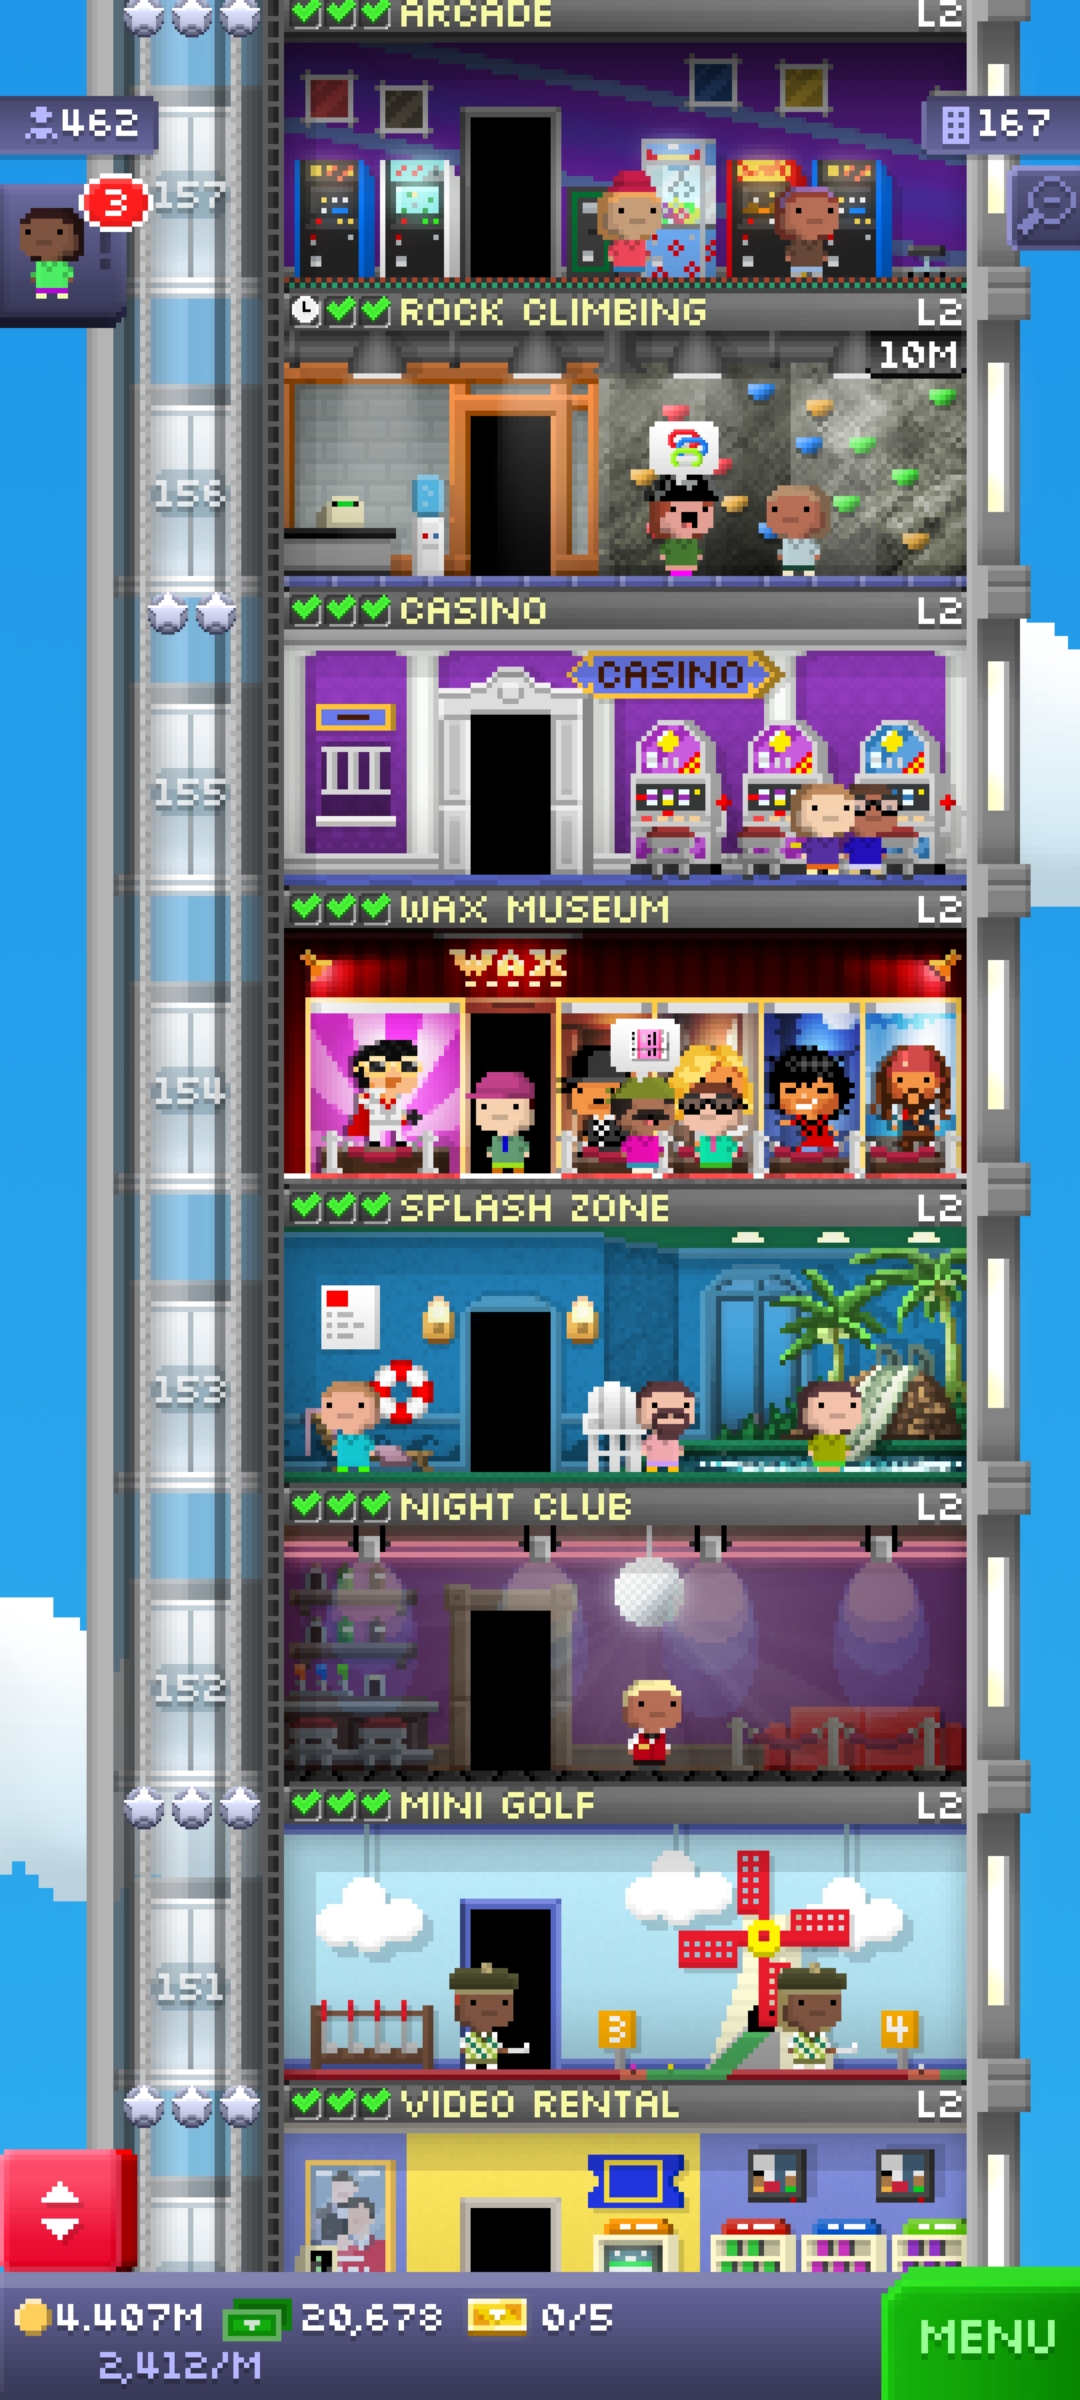 ARCADE L2
462
167
3
157
ROCK CLIMBING L2
10M
156
CASINO L2
CASINO
155
WAX MUSEUM L2
WAX
154
SPLASH ZONE L2
153
NIGHT CLUB L2
152
MINI GOLF L2
151
3
4
VIDEO RENTAL L2
4.407M 20,678 0/5
2,412/M
MENU